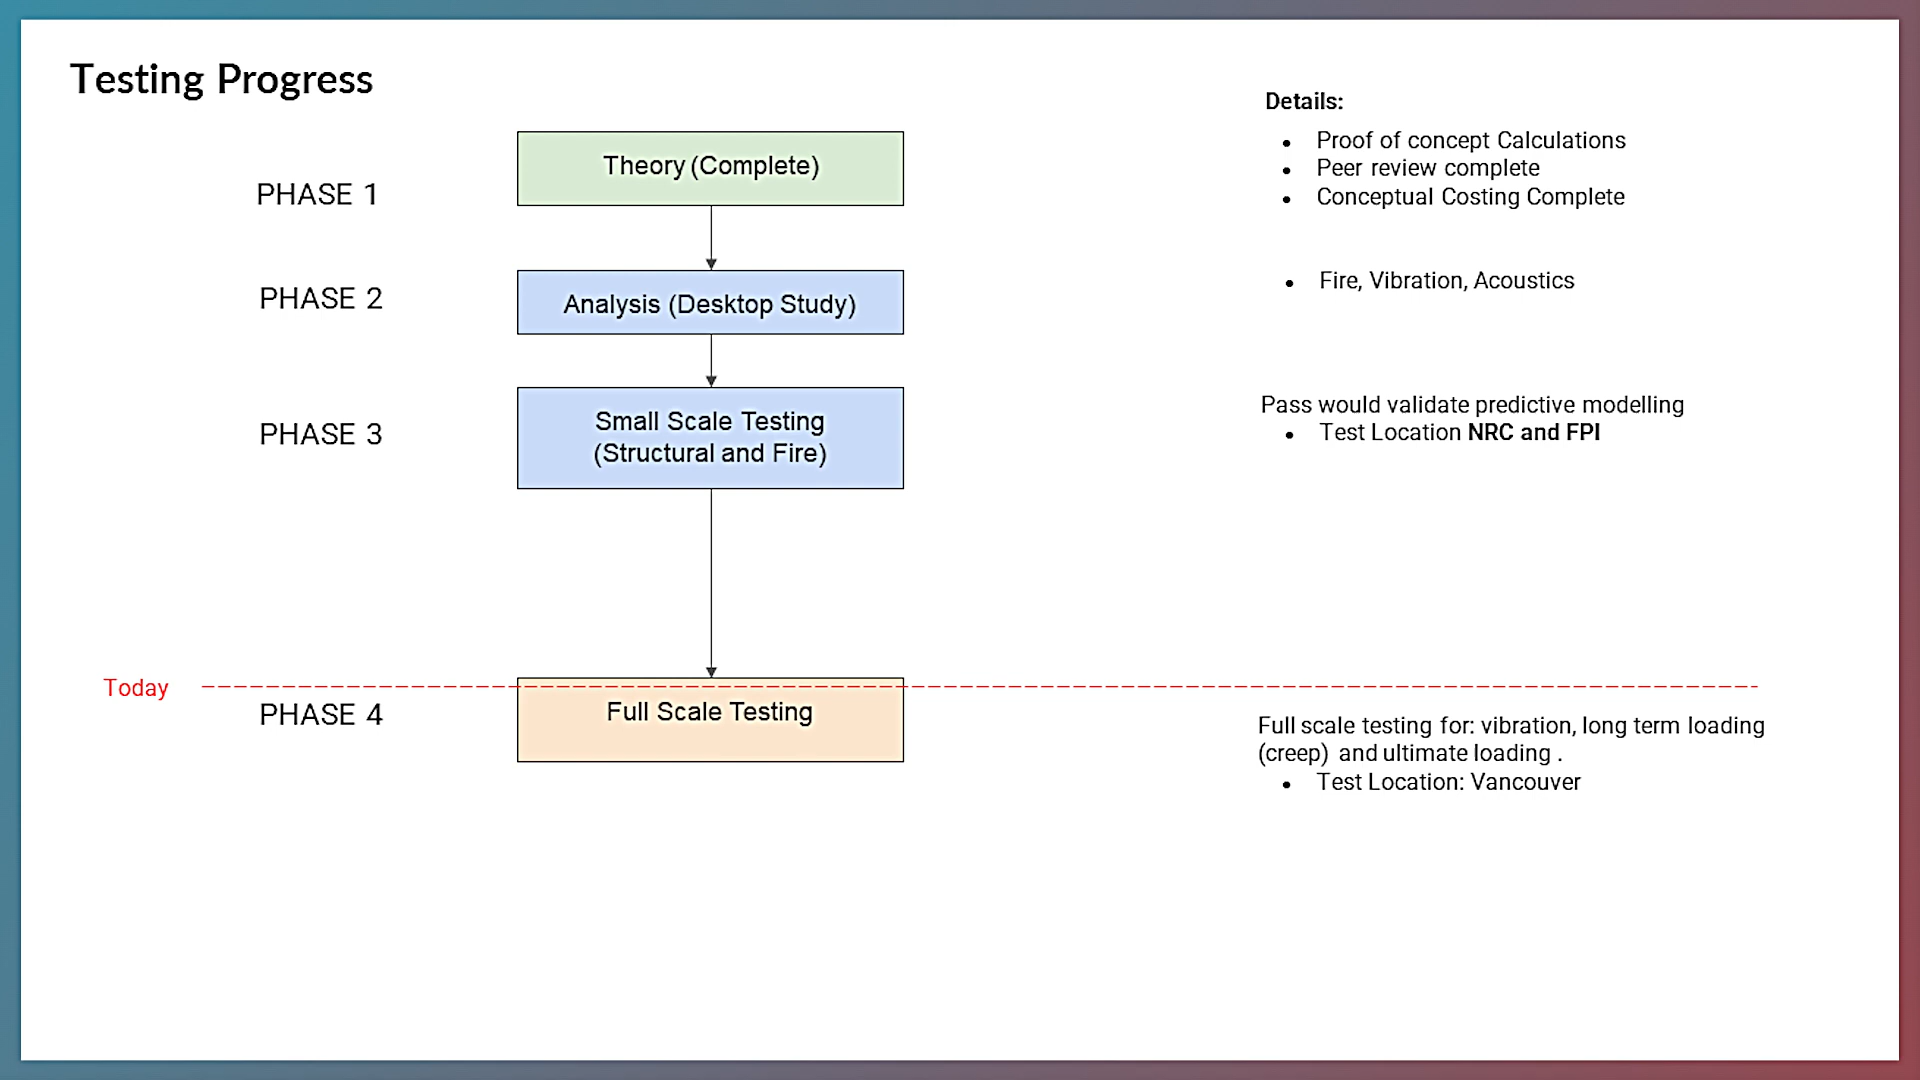 Testing Progress
Details:
PHASE 1
Theory (Complete)
• Proof of concept Calculations
• Peer review complete
• Conceptual Costing Complete
PHASE 2
Analysis (Desktop Study)
• Fire, Vibration, Acoustics
PHASE 3
Small Scale Testing
(Structural and Fire)
Pass would validate predictive modelling
• Test Location NRC and FPI
Today
PHASE 4
Full Scale Testing
Full scale testing for: vibration, long term loading
(creep) and ultimate loading .
• Test Location: Vancouver